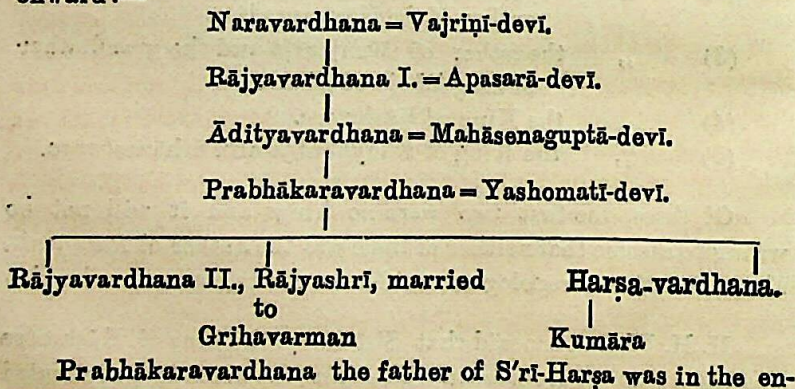 Naravardhana = Vajriṇī-devī.
Rājyavardhana I. = Apasarā-devī.
Ādityavardhana = Mahāsenaguptā-devī.
Prabhākaravardhana = Yashomatī-devī.
Rājyavardhana II., Rājyashrī, married Harṣa-vardhana.
to
Grihavarman Kumāra
Prabhākaravardhana the father of S'rī-Harṣa was in the en-